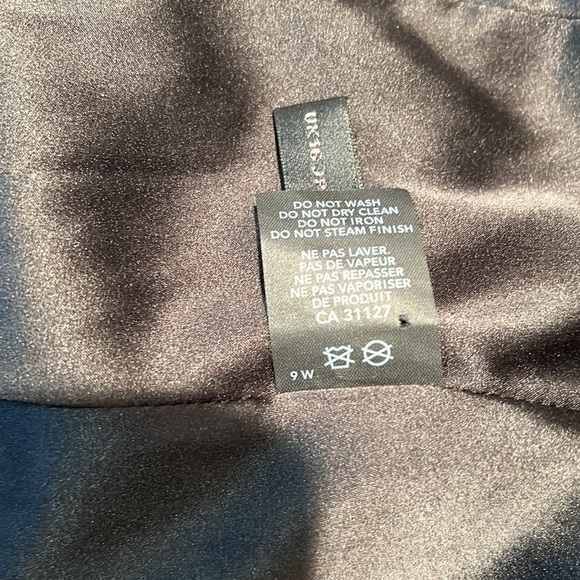 UK16
DO NOT WASH
DO NOT DRY CLEAN
DO NOT IRON
DO NOT STEAM FINISH
NE PAS LAVER.
PAS DE VAPEUR
NE PAS REPASSER
NE PAS VAPORISER
DE PRODUIT
CA 31127
9 W